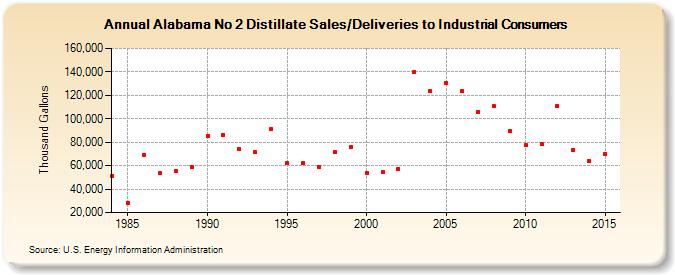 Annual Alabama No 2 Distillate Sales/Deliveries to Industrial Consumers
Thousand Gallons
160,000
140,000
120,000
100,000
80,000
60,000
40,000
20,000
1985 1990 1995 2000 2005 2010 2015
Source: U.S. Energy Information Administration